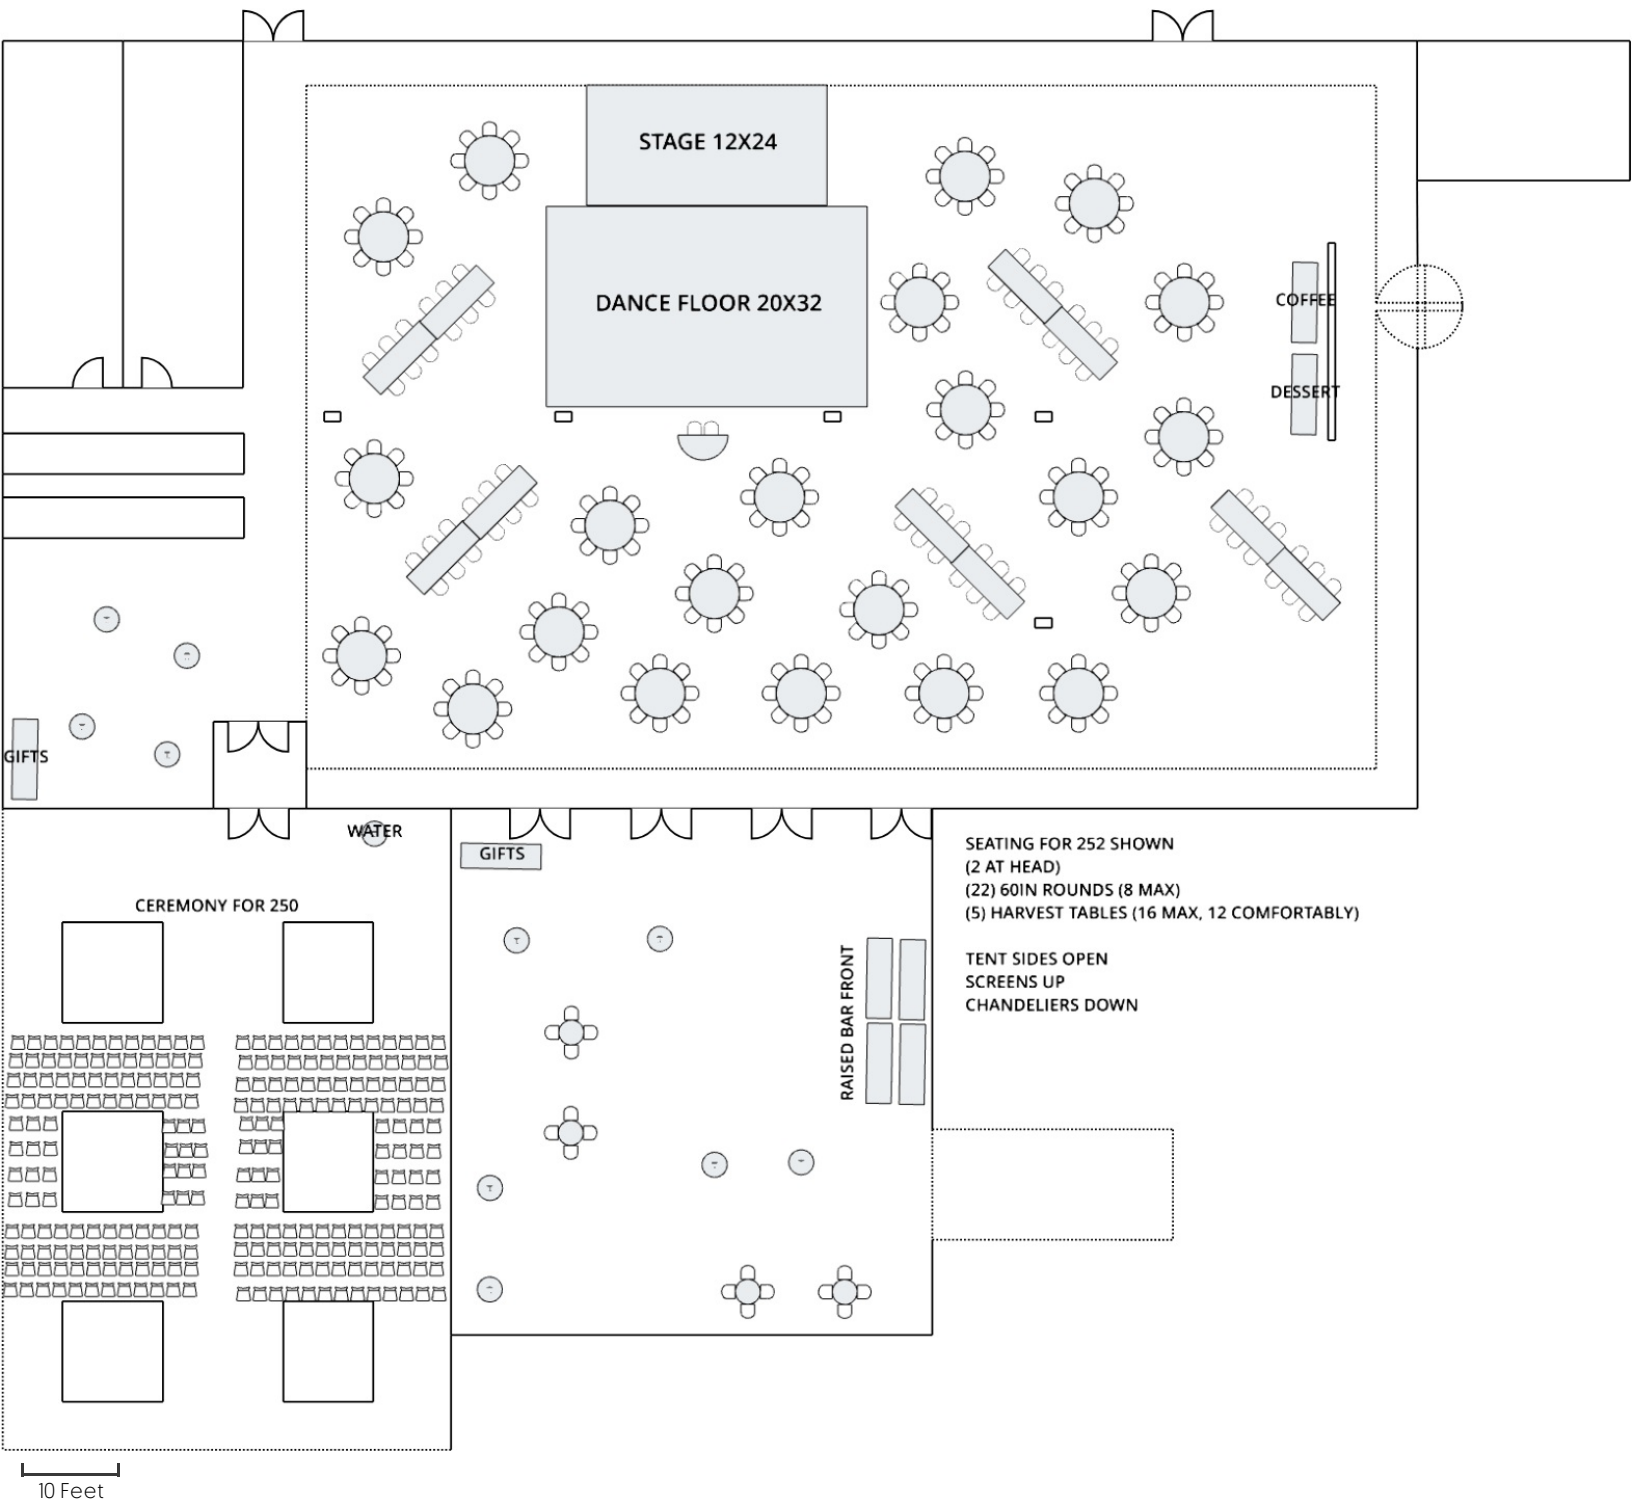 STAGE 12X24
DANCE FLOOR 20X32
COFFEE
DESSERT
GIFTS
WATER
GIFTS
CEREMONY FOR 250
RAISED BAR FRONT
SEATING FOR 252 SHOWN
(2 AT HEAD)
(22) 60IN ROUNDS (8 MAX)
(5) HARVEST TABLES (16 MAX, 12 COMFORTABLY)
TENT SIDES OPEN
SCREENS UP
CHANDELIERS DOWN
10 Feet